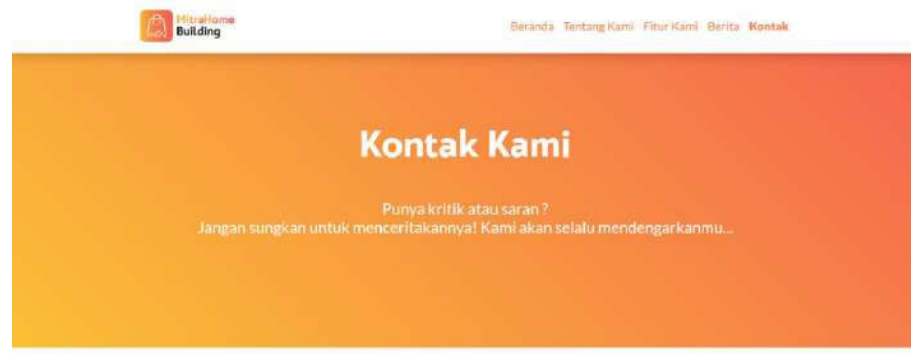 MitraHome
Building
Beranda Tentang Kami Fitur Kami Berita Kontak
Kontak Kami
Punya kritik atau saran ?
Jangan sungkan untuk menceritakannya! Kami akan selalu mendengarkanmu...